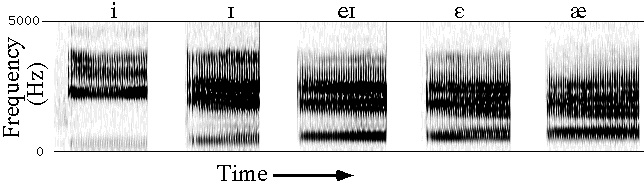 5000 i ɪ eɪ ɛ æ
Frequency
(Hz)
0
Time